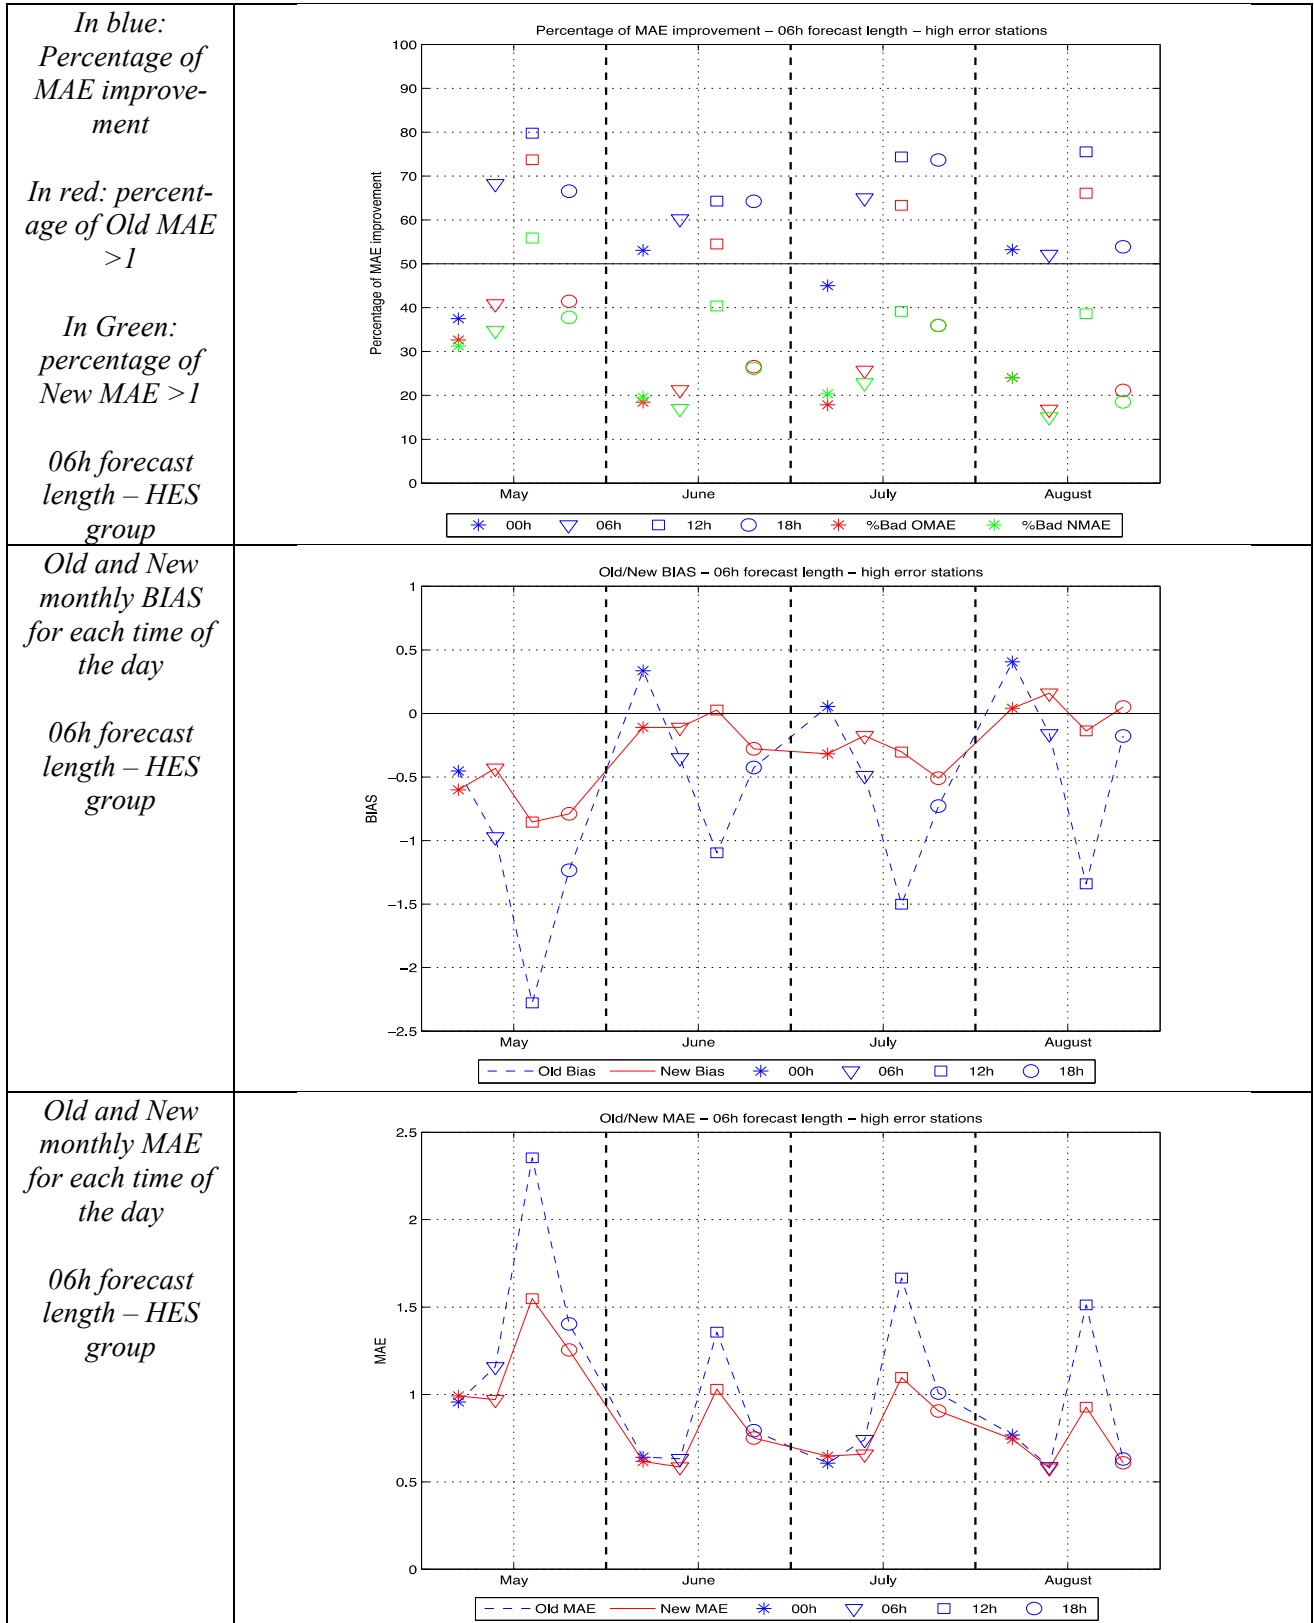 In blue:
Percentage of
MAE improve-
ment
In red: percent-
age of Old MAE
>1
In Green:
percentage of
New MAE >1
06h forecast
length – HES
group
Percentage of MAE improvement – 06h forecast length – high error stations
Percentage of MAE improvement
100
90
80
70
60
50
40
30
20
10
0
May June July August
00h 06h 12h 18h %Bad OMAE %Bad NMAE
Old and New
monthly BIAS
for each time of
the day
06h forecast
length – HES
group
Old/New BIAS – 06h forecast length – high error stations
BIAS
1
0.5
0
−0.5
−1
−1.5
−2
−2.5
May June July August
Old Bias New Bias 00h 06h 12h 18h
Old and New
monthly MAE
for each time of
the day
06h forecast
length – HES
group
Old/New MAE – 06h forecast length – high error stations
MAE
2.5
2
1.5
1
0.5
0
May June July August
Old MAE New MAE 00h 06h 12h 18h